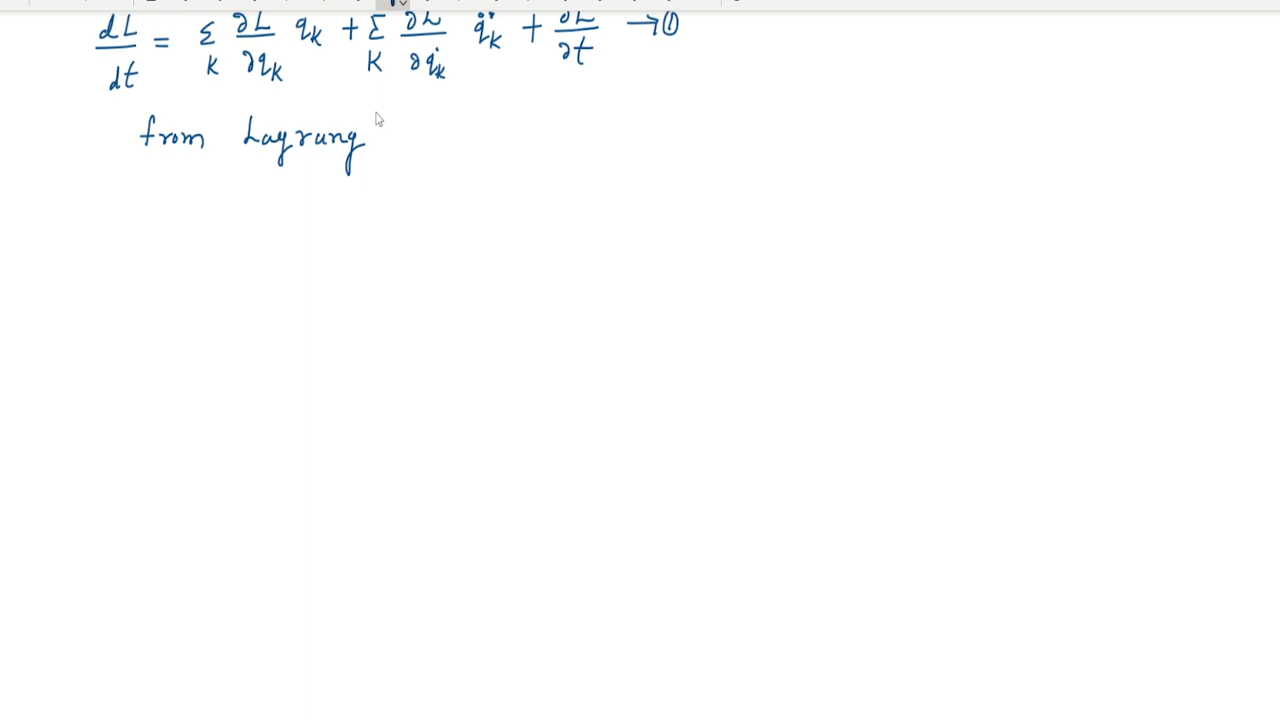 dL/dt = Σ_K ∂L/∂q_K q_K + Σ_K ∂L/∂q̇_K q̈_K + ∂L/∂t → ①
from Lagrang